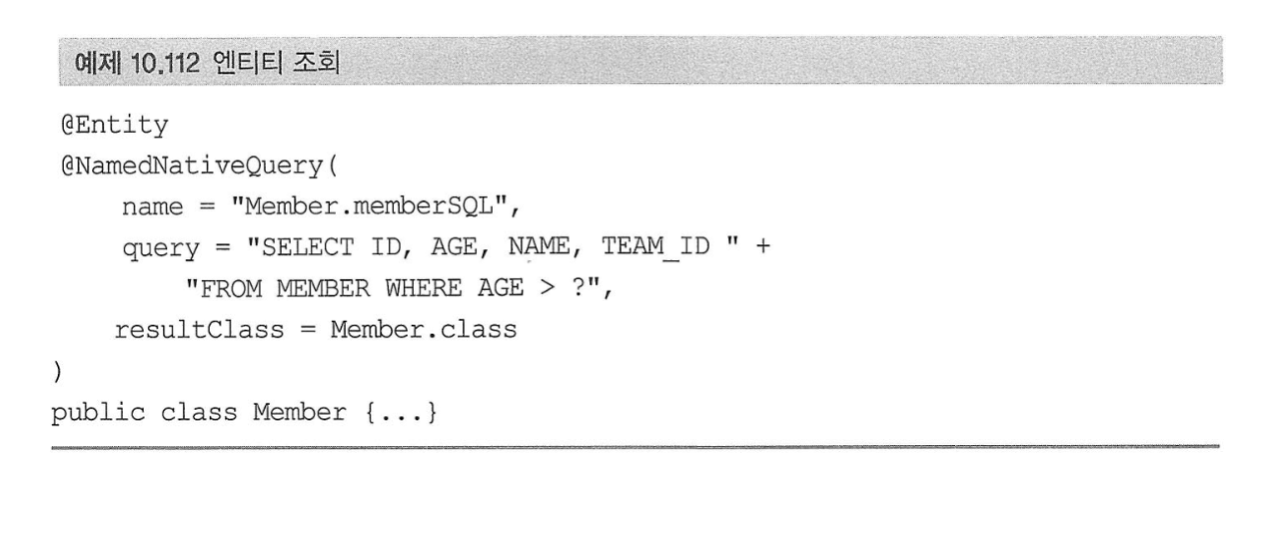 예제 10.112 엔티티 조회
@Entity
@NamedNativeQuery(
name = "Member.memberSQL",
query = "SELECT ID, AGE, NAME, TEAM_ID " +
"FROM MEMBER WHERE AGE > ?",
resultClass = Member.class
)
public class Member {...}